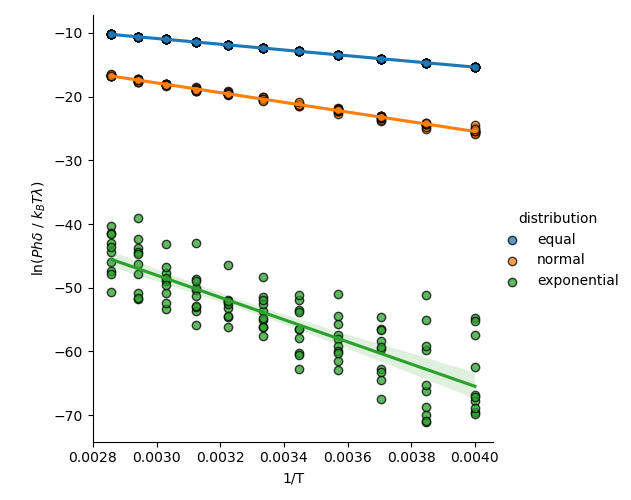 −10
−20
−30
−40
−50
−60
−70
ln(Phδ / k_BTλ)
0.0028 0.0030 0.0032 0.0034 0.0036 0.0038 0.0040
1/T
distribution
equal
normal
exponential